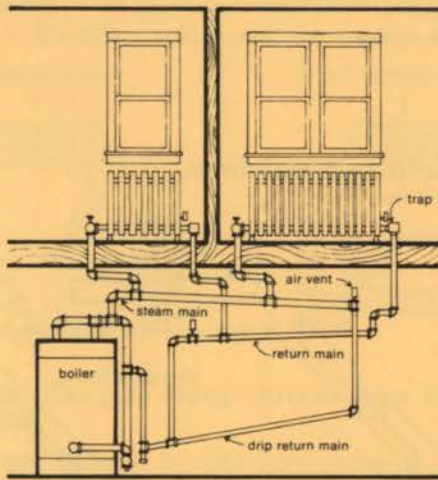 trap
air vent
steam main
return main
boiler
drip return main